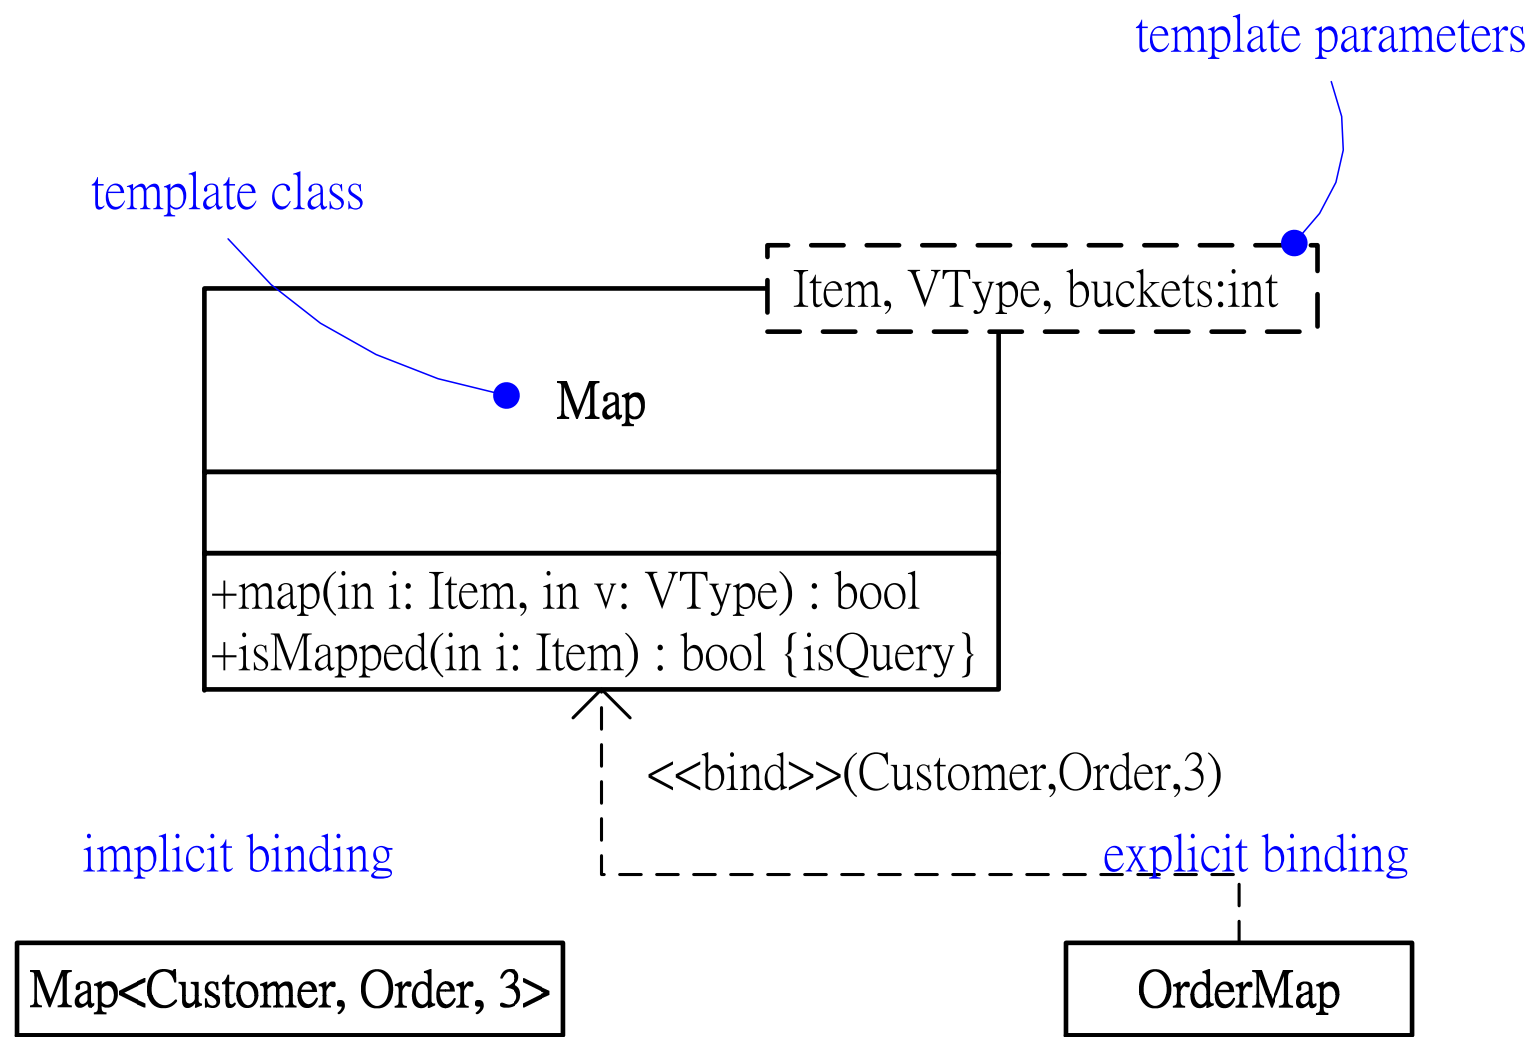 template parameters
template class
Item, VType, buckets:int
Map
+map(in i: Item, in v: VType) : bool
+isMapped(in i: Item) : bool {isQuery}
<<bind>>(Customer,Order,3)
implicit binding
explicit binding
Map<Customer, Order, 3>
OrderMap